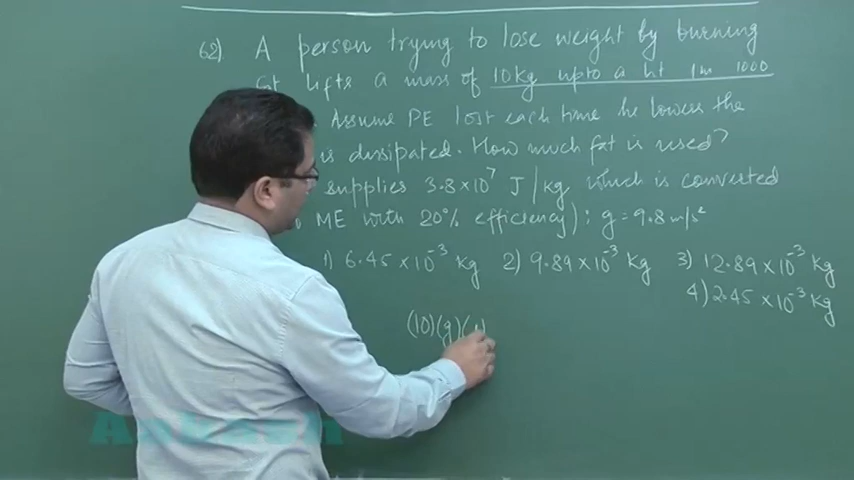 62) A person trying to lose weight by burning
lifts a mass of 10kg upto a ht 1m 1000
Assume PE lost each time he lowers the
is dissipated. How much fat is used?
supplies 3.8×10⁷ J/kg which is converted
ME with 20% efficiency) : g = 9.8 m/s²
1) 6.45 ×10⁻³ kg 2) 9.89 ×10⁻³ kg 3) 12.89 ×10⁻³ kg
4) 2.45 ×10⁻³ kg
(10)(g)(1)
Aakash